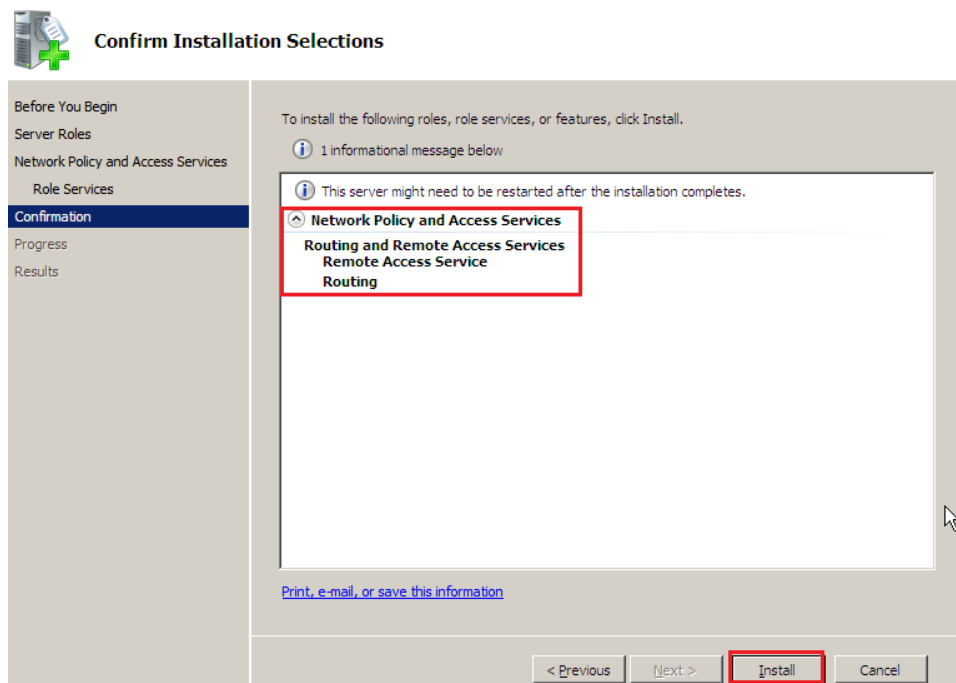 Confirm Installation Selections
Before You Begin
Server Roles
Network Policy and Access Services
Role Services
Confirmation
Progress
Results
To install the following roles, role services, or features, click Install.
1 informational message below
This server might need to be restarted after the installation completes.
Network Policy and Access Services
Routing and Remote Access Services
Remote Access Service
Routing
Print, e-mail, or save this information
< Previous Next > Install Cancel